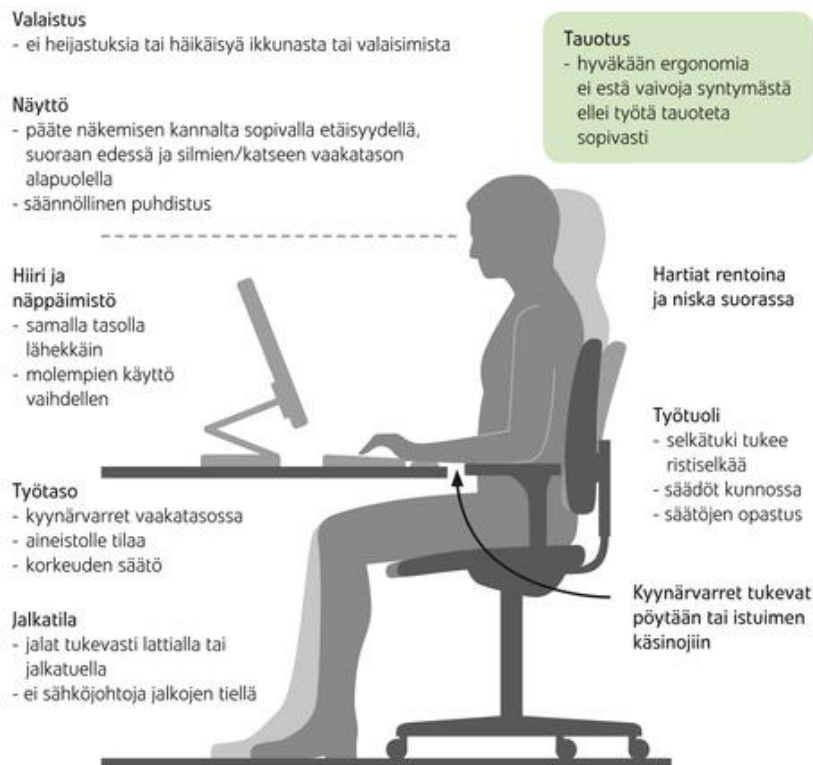 Valaistus
- ei heijastuksia tai häikäisyä ikkunasta tai valaisimista
Näyttö
- pääte näkemisen kannalta sopivalla etäisyydellä,
suoraan edessä ja silmien/katseen vaakatason
alapuolella
- säännöllinen puhdistus
Hiiri ja
näppäimistö
- samalla tasolla
lähekkäin
- molempien käyttö
vaihdellen
Työtaso
- kyynärvarret vaakatasossa
- aineistolle tilaa
- korkeuden säätö
Jalkatila
- jalat tukevasti lattialla tai
jalkatuella
- ei sähköjohtoja jalkojen tiellä
Tauotus
- hyväkään ergonomia
ei estä vaivoja syntymästä
ellei työtä tauoteta
sopivasti
Hartiat rentoina
ja niska suorassa
Työtuoli
- selkätuki tukee
ristiselkää
- säädöt kunnossa
- säätöjen opastus
Kyynärvarret tukevat
pöytään tai istuimen
käsinojiin